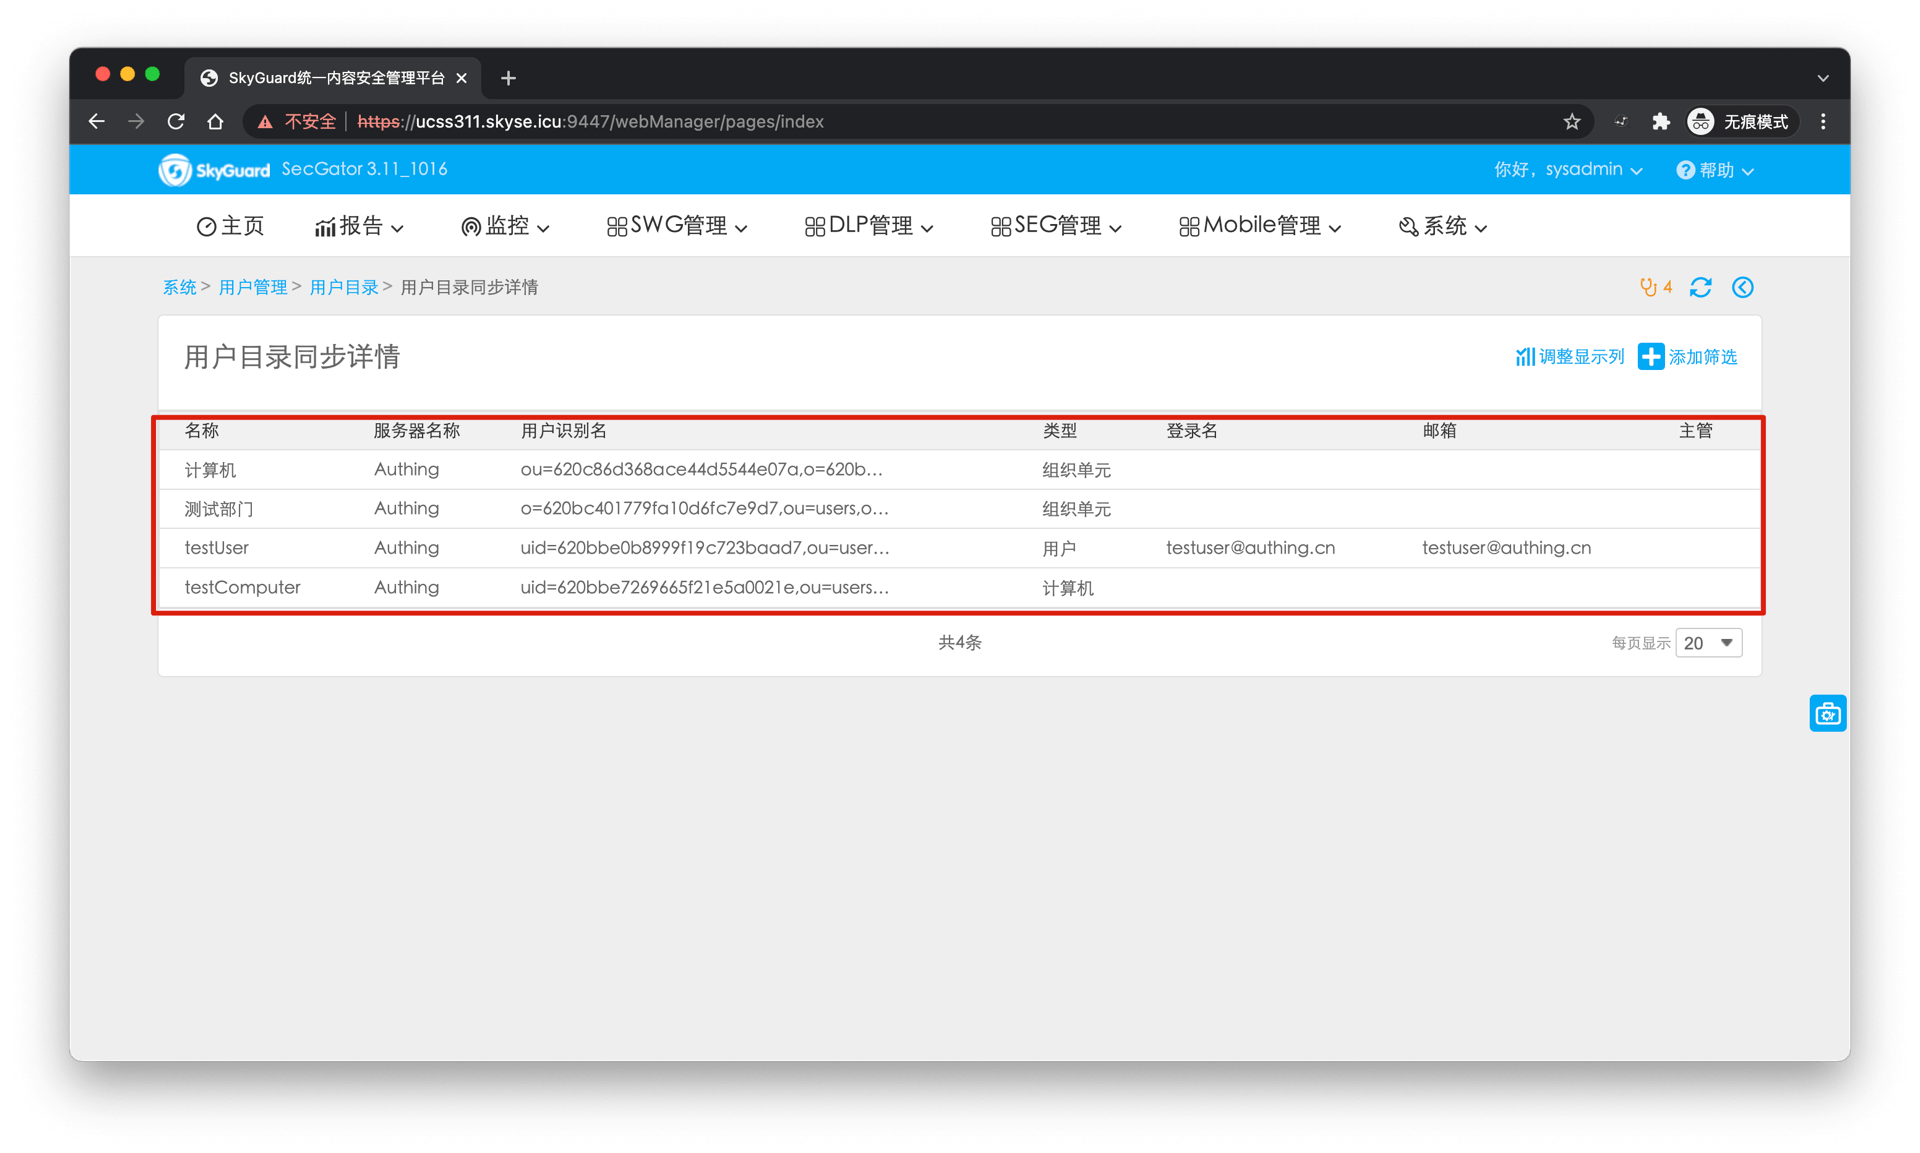 SkyGuard统一内容安全管理平台
不安全 https://ucss311.skyse.icu:9447/webManager/pages/index 无痕模式
SkyGuard SecGator 3.11_1016 你好，sysadmin 帮助
主页 报告 监控 SWG管理 DLP管理 SEG管理 Mobile管理 系统
系统 > 用户管理 > 用户目录 > 用户目录同步详情 4
用户目录同步详情 调整显示列 添加筛选
名称 服务器名称 用户识别名 类型 登录名 邮箱 主管
计算机 Authing ou=620c86d368ace44d5544e07a,o=620b... 组织单元
测试部门 Authing o=620bc401779fa10d6fc7e9d7,ou=users,o... 组织单元
testUser Authing uid=620bbe0b8999f19c723baad7,ou=user... 用户 testuser@authing.cn testuser@authing.cn
testComputer Authing uid=620bbe7269665f21e5a0021e,ou=users... 计算机
共4条 每页显示 20